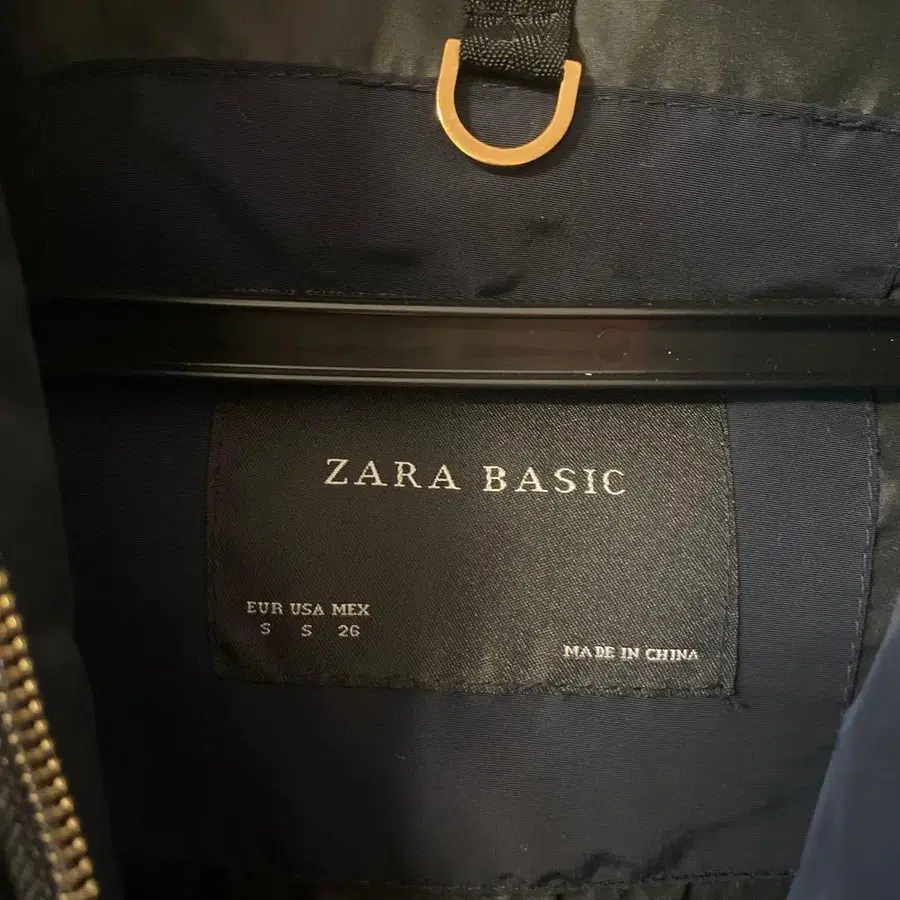 ZARA BASIC
EUR USA MEX
S S 26
MADE IN CHINA